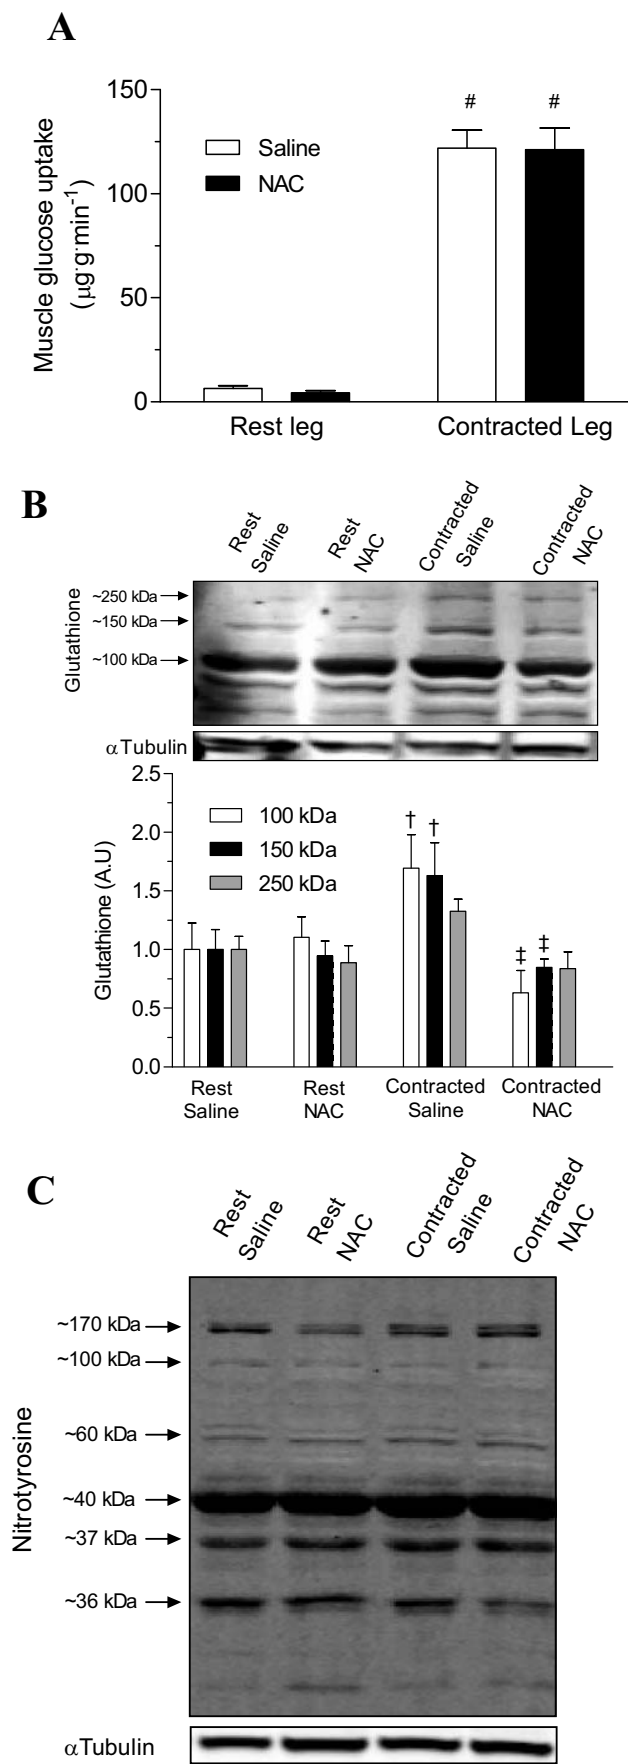 A
150
# #
Saline
NAC
100
50
0
Muscle glucose uptake
(µg·g·min⁻¹)
Rest leg Contracted Leg
B
Rest
Saline
Rest
NAC
Contracted
Saline
Contracted
NAC
Glutathione
~250 kDa
~150 kDa
~100 kDa
αTubulin
2.5
2.0
1.5
1.0
0.5
0.0
Glutathione (A.U)
100 kDa
150 kDa
250 kDa
† †
‡ ‡
Rest
Saline
Rest
NAC
Contracted
Saline
Contracted
NAC
C
Rest
Saline
Rest
NAC
Contracted
Saline
Contracted
NAC
Nitrotyrosine
~170 kDa
~100 kDa
~60 kDa
~40 kDa
~37 kDa
~36 kDa
αTubulin